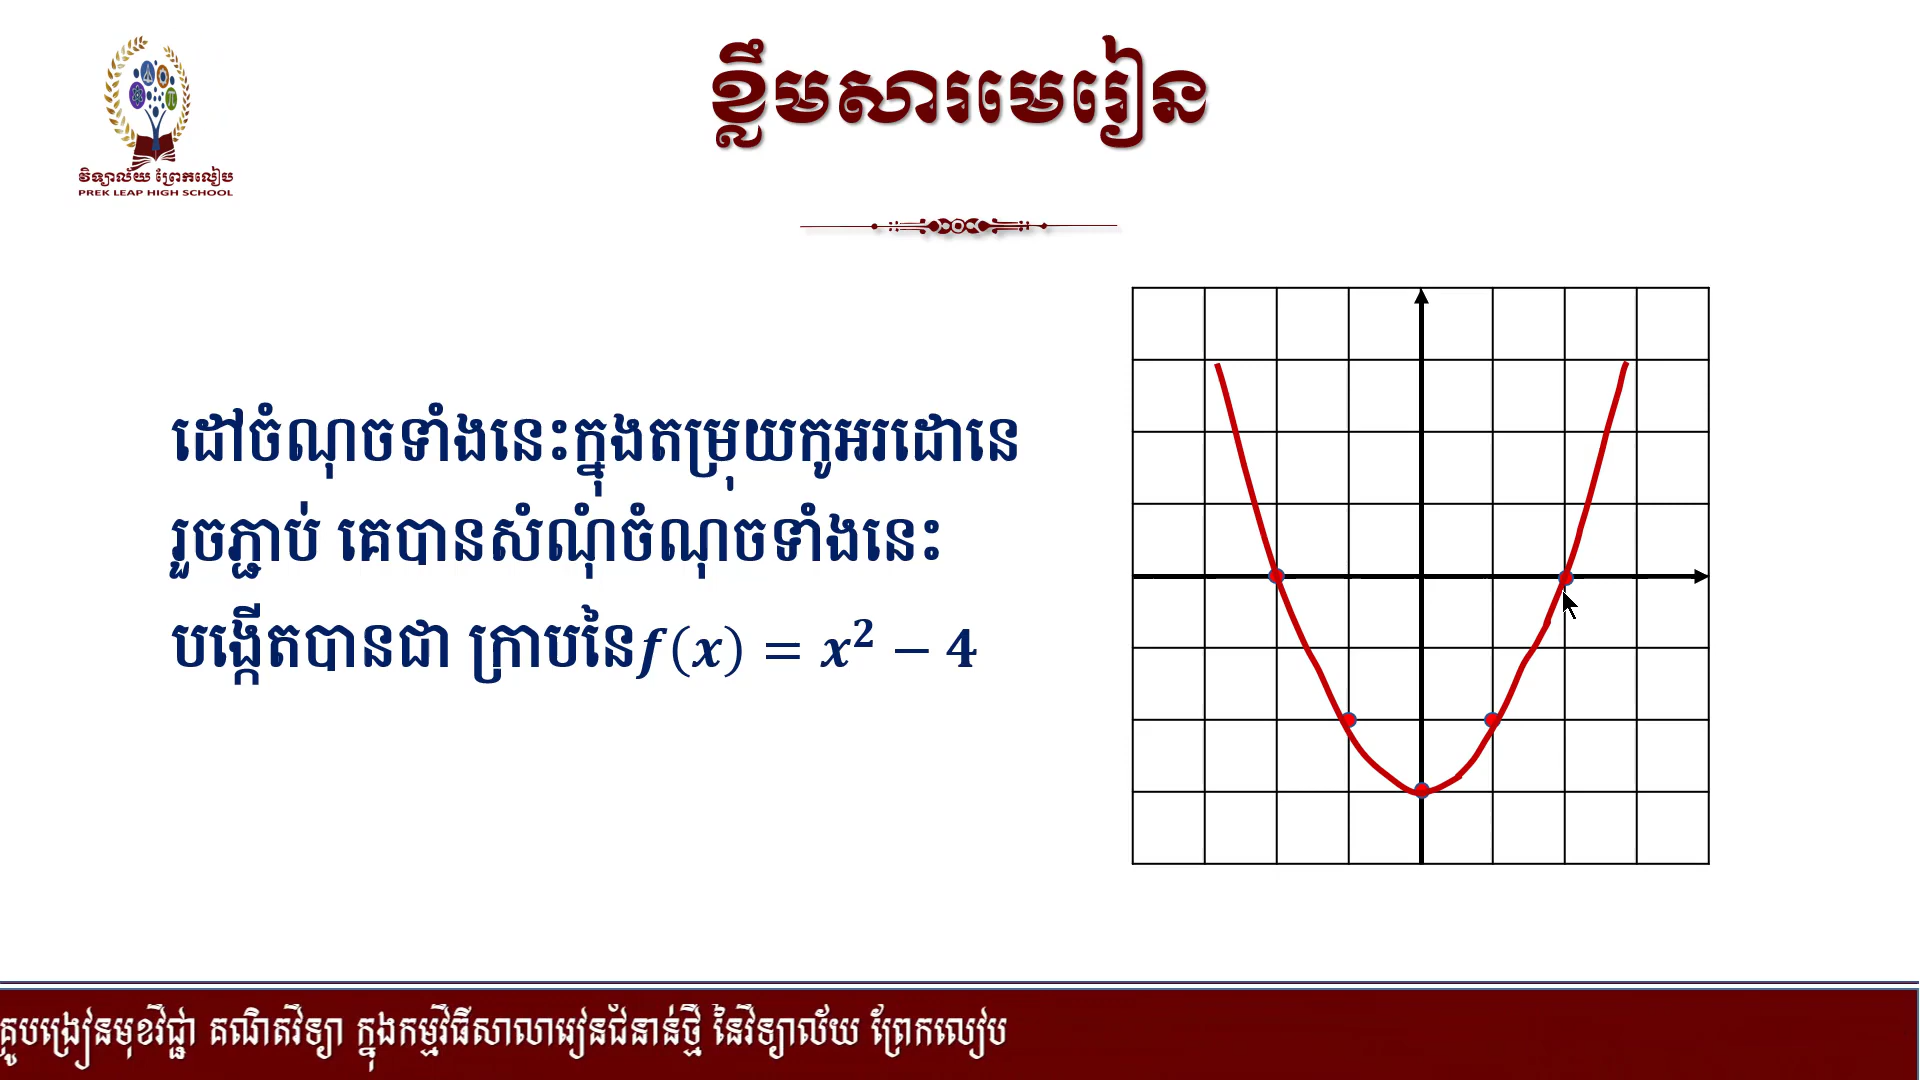 ខ្លឹមសារមេរៀន
វិទ្យាល័យ ព្រែកលៀប
PREK LEAP HIGH SCHOOL
ដៅចំណុចទាំងនេះក្នុងតម្រុយកូអរដោនេ
រួចភ្ជាប់ គេបានសំណុំចំណុចទាំងនេះ
បង្កើតបានជា ក្រាបនៃf(x) = x² − 4
គ្រូបង្រៀនមុខវិជ្ជា គណិតវិទ្យា ក្នុងកម្មវិធីសាលារៀនជំនាន់ថ្មី នៃវិទ្យាល័យ ព្រែកលៀប